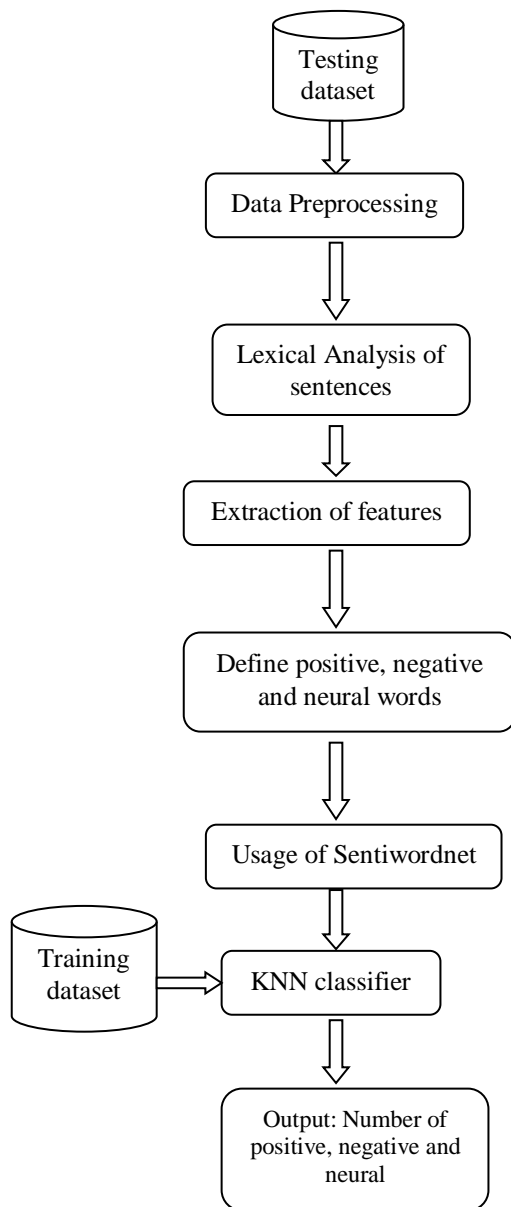 Testing
dataset
Data Preprocessing
Lexical Analysis of
sentences
Extraction of features
Define positive, negative
and neural words
Usage of Sentiwordnet
Training
dataset
KNN classifier
Output: Number of
positive, negative and
neural